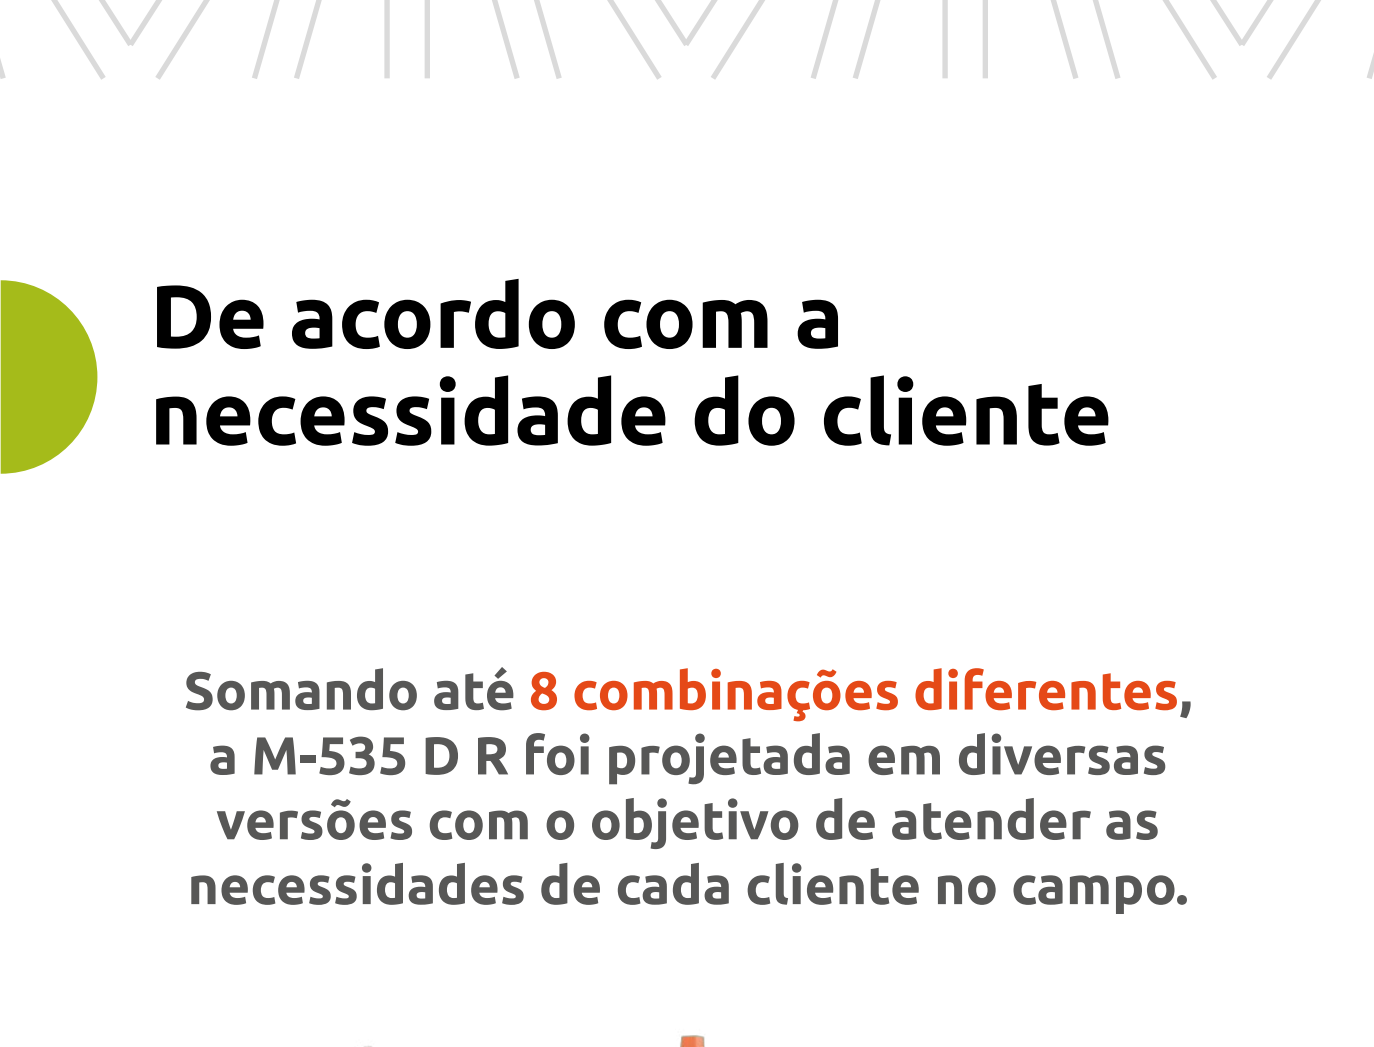 De acordo com a
necessidade do cliente
Somando até 8 combinações diferentes,
a M-535 D R foi projetada em diversas
versões com o objetivo de atender as
necessidades de cada cliente no campo.